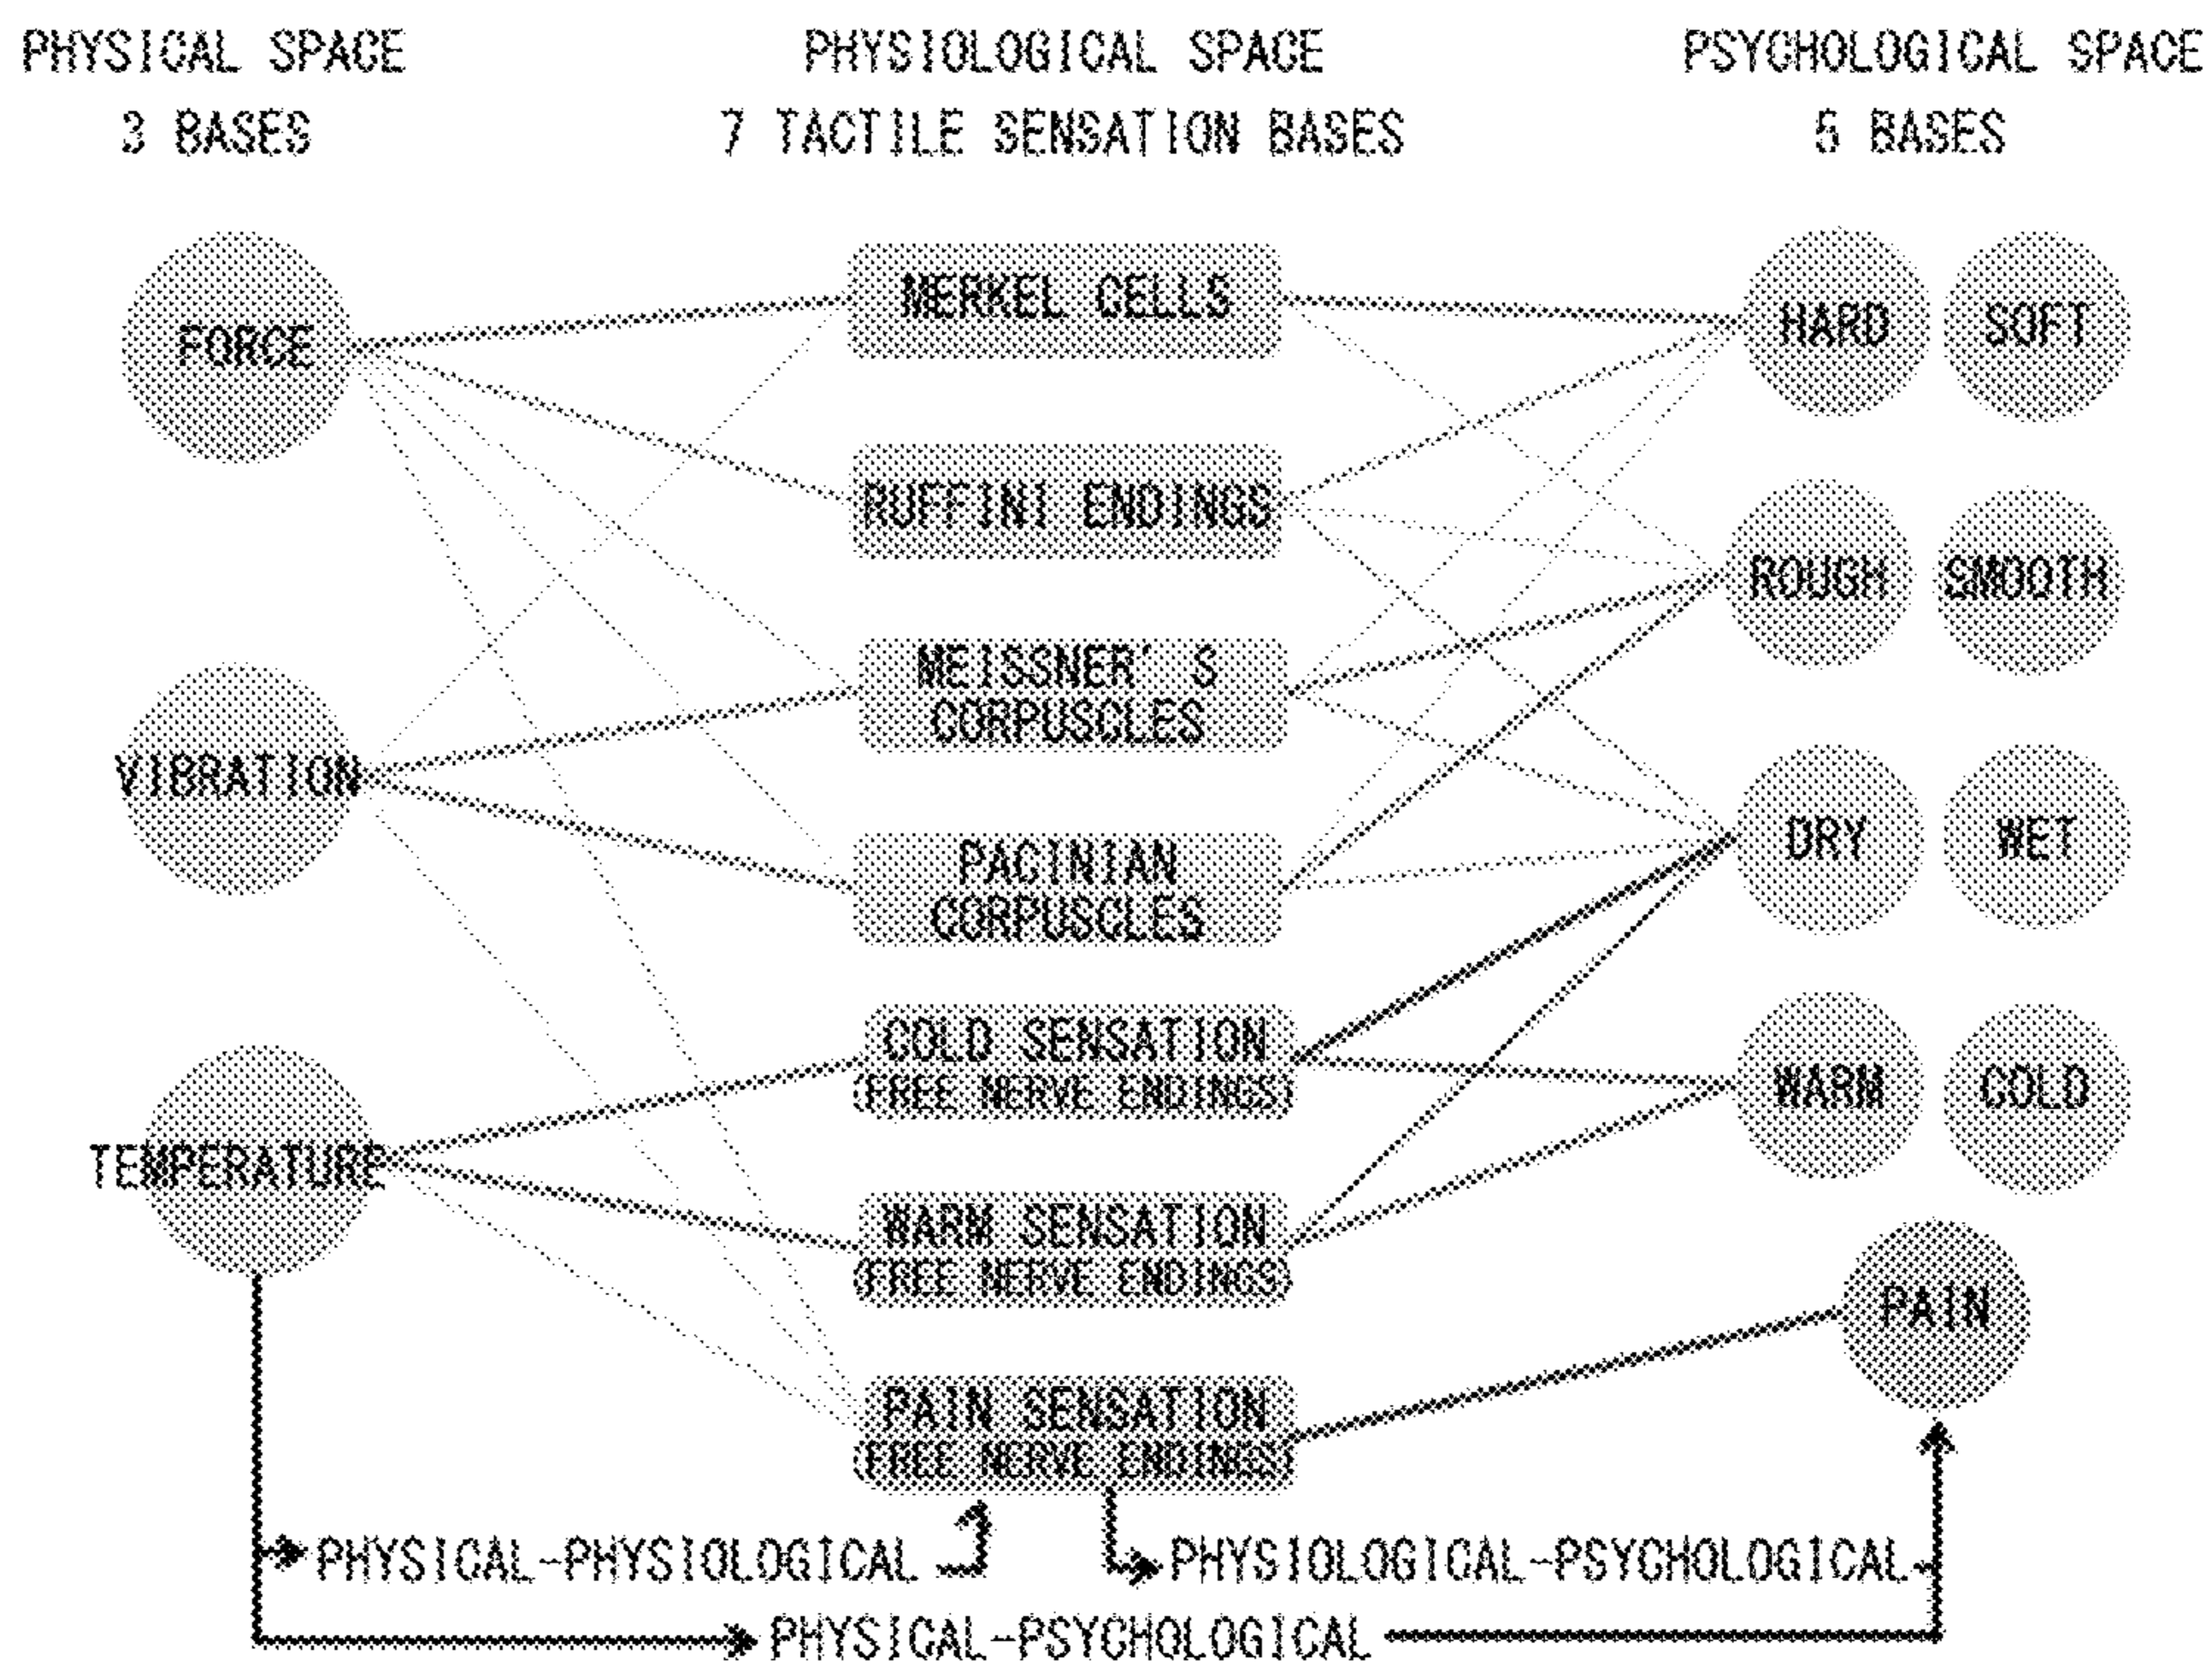 PHYSICAL SPACE
3 BASES
PHYSIOLOGICAL SPACE
7 TACTILE SENSATION BASES
PSYCHOLOGICAL SPACE
5 BASES
FORCE
VIBRATION
TEMPERATURE
MERKEL CELLS
RUFFINI ENDINGS
MEISSNER'S
CORPUSCLES
PACINIAN
CORPUSCLES
COLD SENSATION
(FREE NERVE ENDINGS)
WARM SENSATION
(FREE NERVE ENDINGS)
PAIN SENSATION
(FREE NERVE ENDINGS)
HARD
SOFT
ROUGH
SMOOTH
DRY
WET
WARM
COLD
PAIN
PHYSICAL-PHYSIOLOGICAL
PHYSIOLOGICAL-PSYCHOLOGICAL
PHYSICAL-PSYCHOLOGICAL